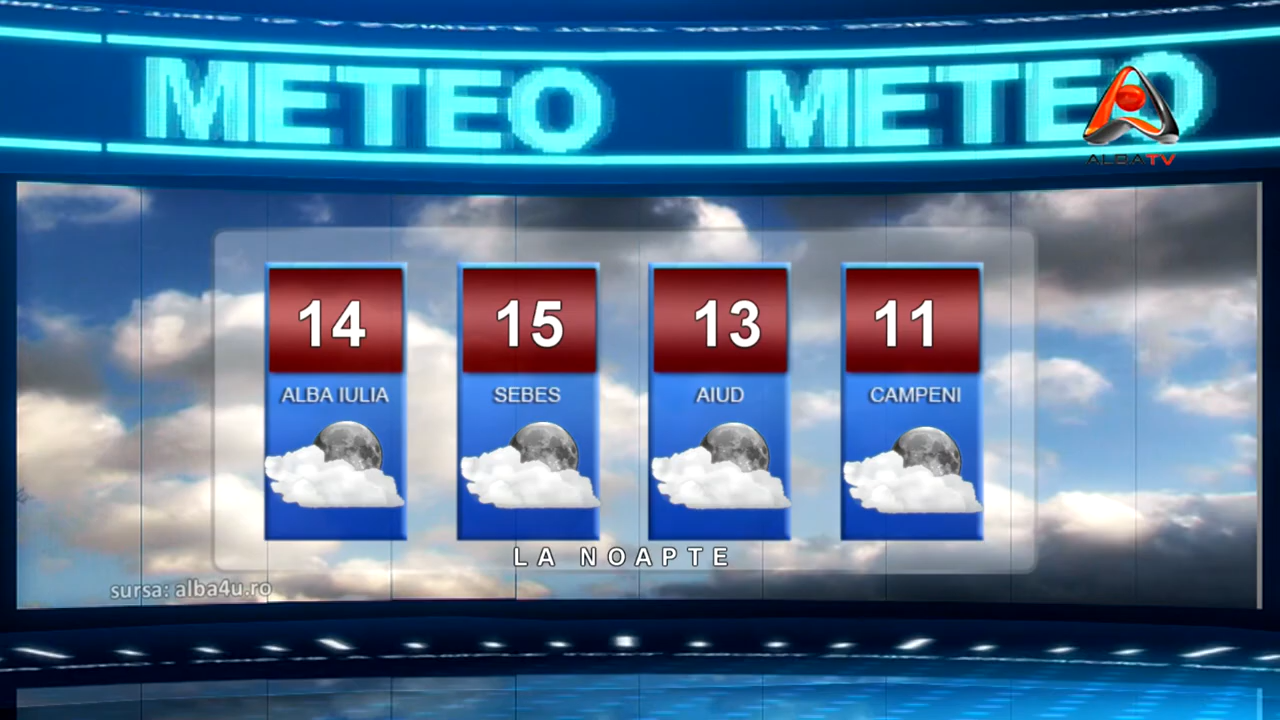 METEO METEO
ALBA TV
14 15 13 11
ALBA IULIA SEBES AIUD CAMPENI
LA NOAPTE
sursa: alba4u.ro